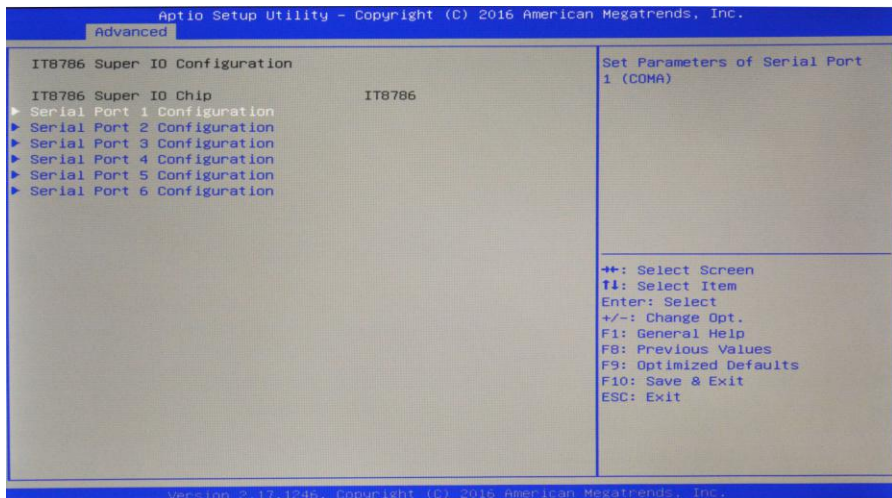 Aptio Setup Utility – Copyright (C) 2016 American Megatrends, Inc.
Advanced
IT8786 Super IO Configuration
IT8786 Super IO Chip IT8786
Serial Port 1 Configuration
Serial Port 2 Configuration
Serial Port 3 Configuration
Serial Port 4 Configuration
Serial Port 5 Configuration
Serial Port 6 Configuration
Set Parameters of Serial Port
1 (COMA)
→←: Select Screen
↑↓: Select Item
Enter: Select
+/-: Change Opt.
F1: General Help
F8: Previous Values
F9: Optimized Defaults
F10: Save & Exit
ESC: Exit
Version 2.17.1246. Copyright (C) 2016 American Megatrends, Inc.